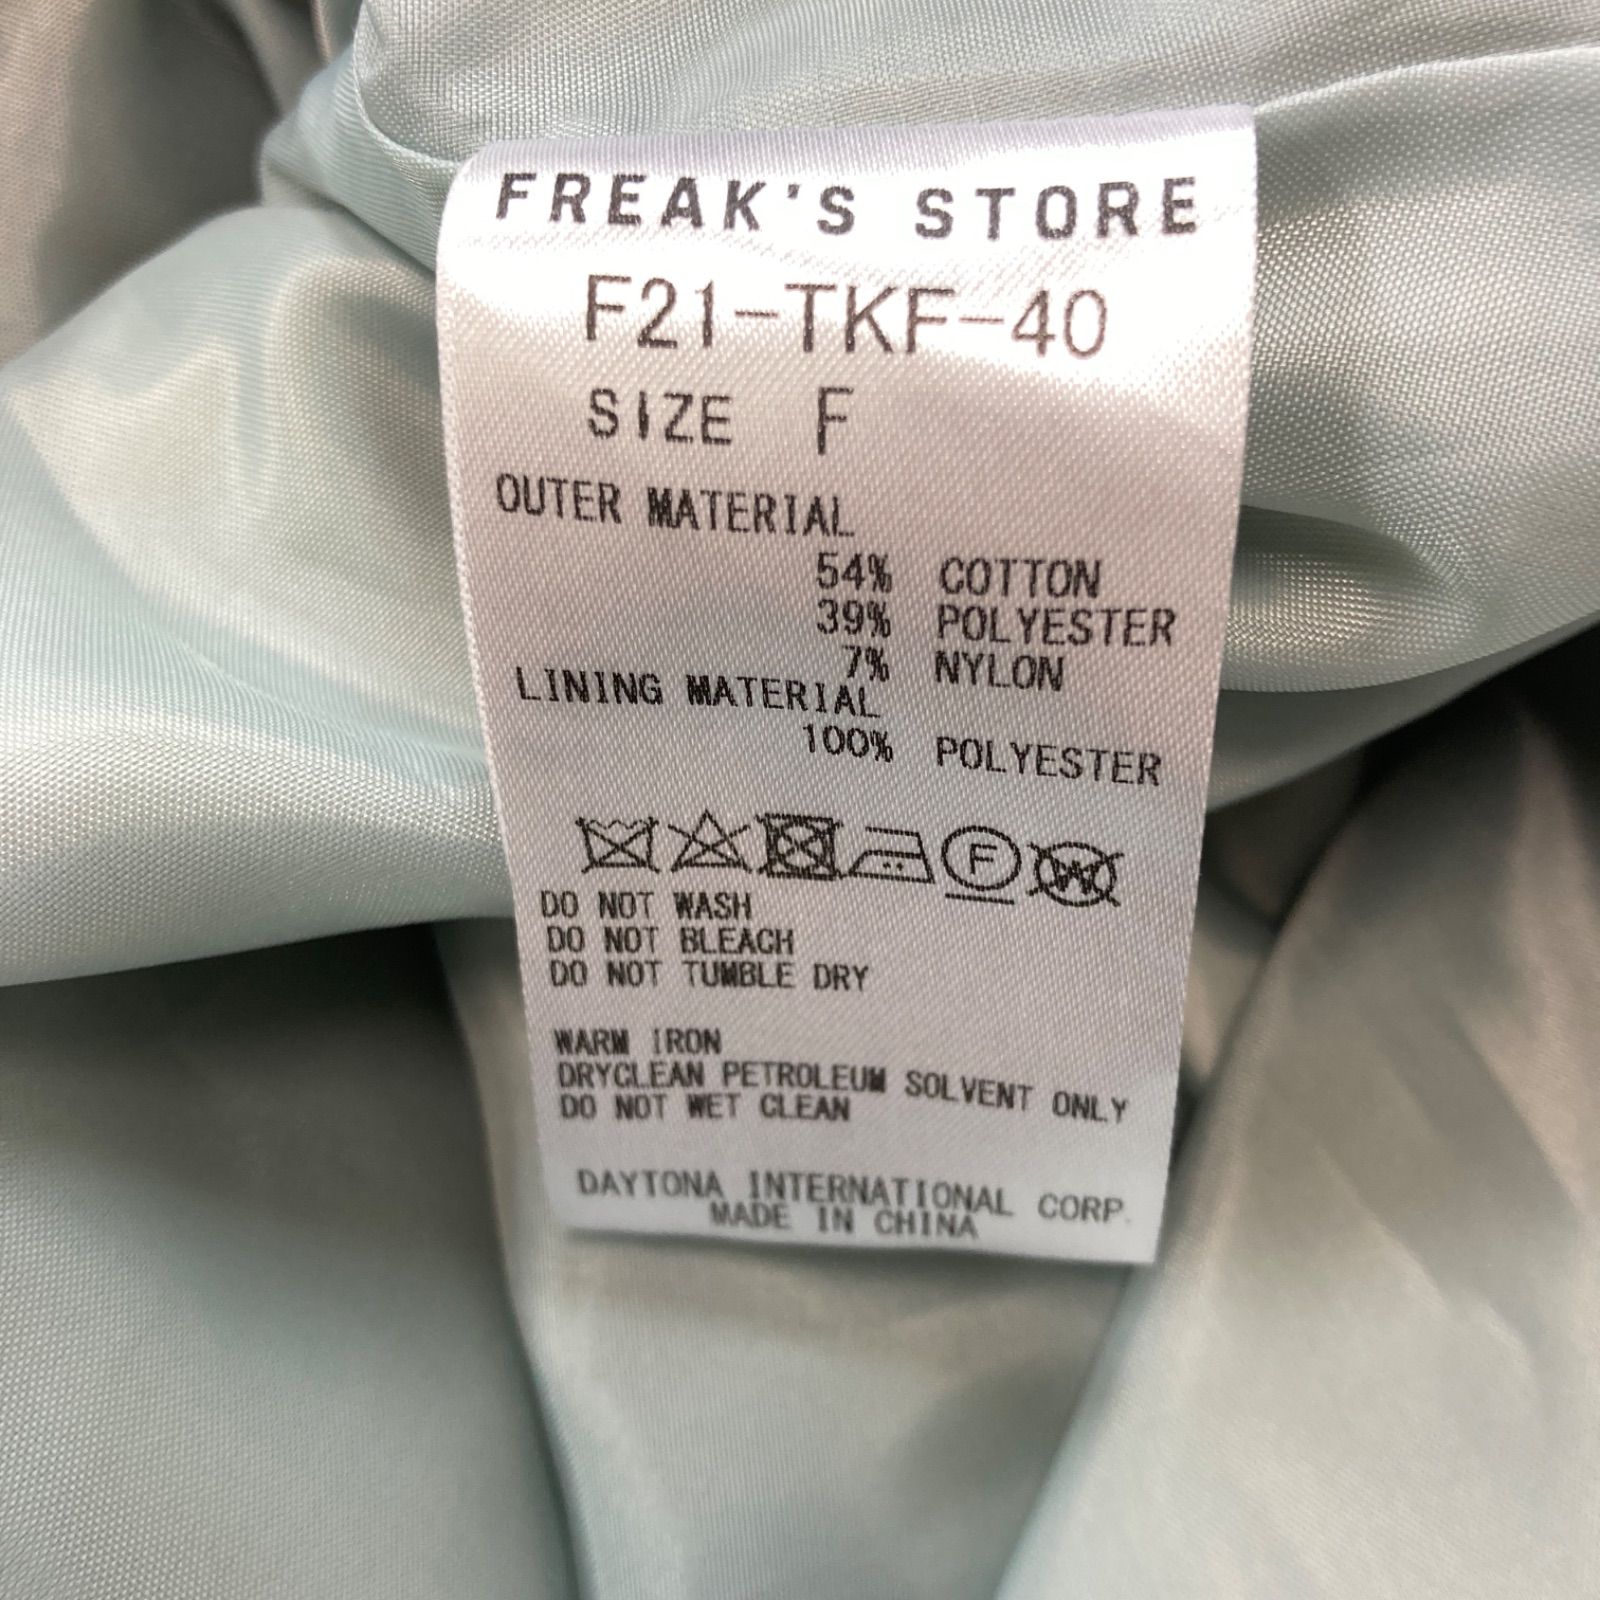 FREAK'S STORE
F21-TKF-40
SIZE F
OUTER MATERIAL
54% COTTON
39% POLYESTER
7% NYLON
LINING MATERIAL
100% POLYESTER
F W
DO NOT WASH
DO NOT BLEACH
DO NOT TUMBLE DRY
WARM IRON
DRYCLEAN PETROLEUM SOLVENT ONLY
DO NOT WET CLEAN
DAYTONA INTERNATIONAL CORP.
MADE IN CHINA